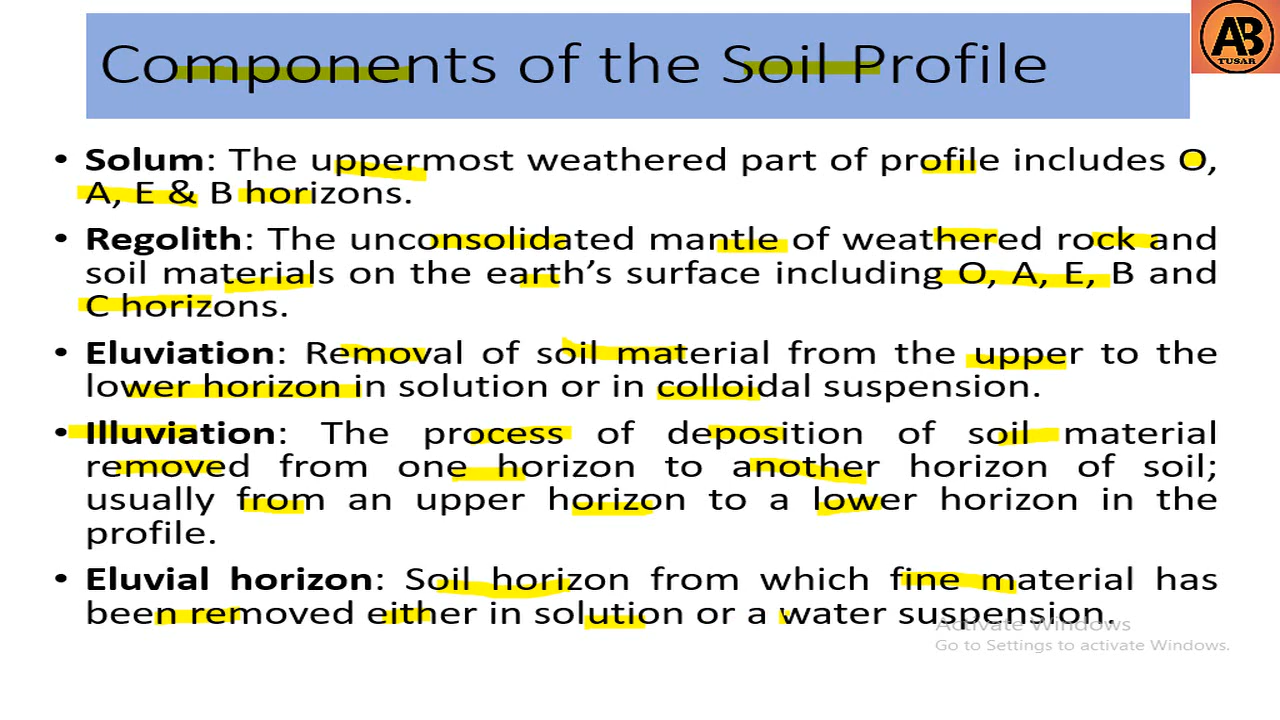 Components of the Soil Profile
AB
TUSAR
• Solum: The uppermost weathered part of profile includes O,
A, E & B horizons.
• Regolith: The unconsolidated mantle of weathered rock and
soil materials on the earth’s surface including O, A, E, B and
C horizons.
• Eluviation: Removal of soil material from the upper to the
lower horizon in solution or in colloidal suspension.
• Illuviation: The process of deposition of soil material
removed from one horizon to another horizon of soil;
usually from an upper horizon to a lower horizon in the
profile.
• Eluvial horizon: Soil horizon from which fine material has
been removed either in solution or a water suspension.
Activate Windows
Go to Settings to activate Windows.